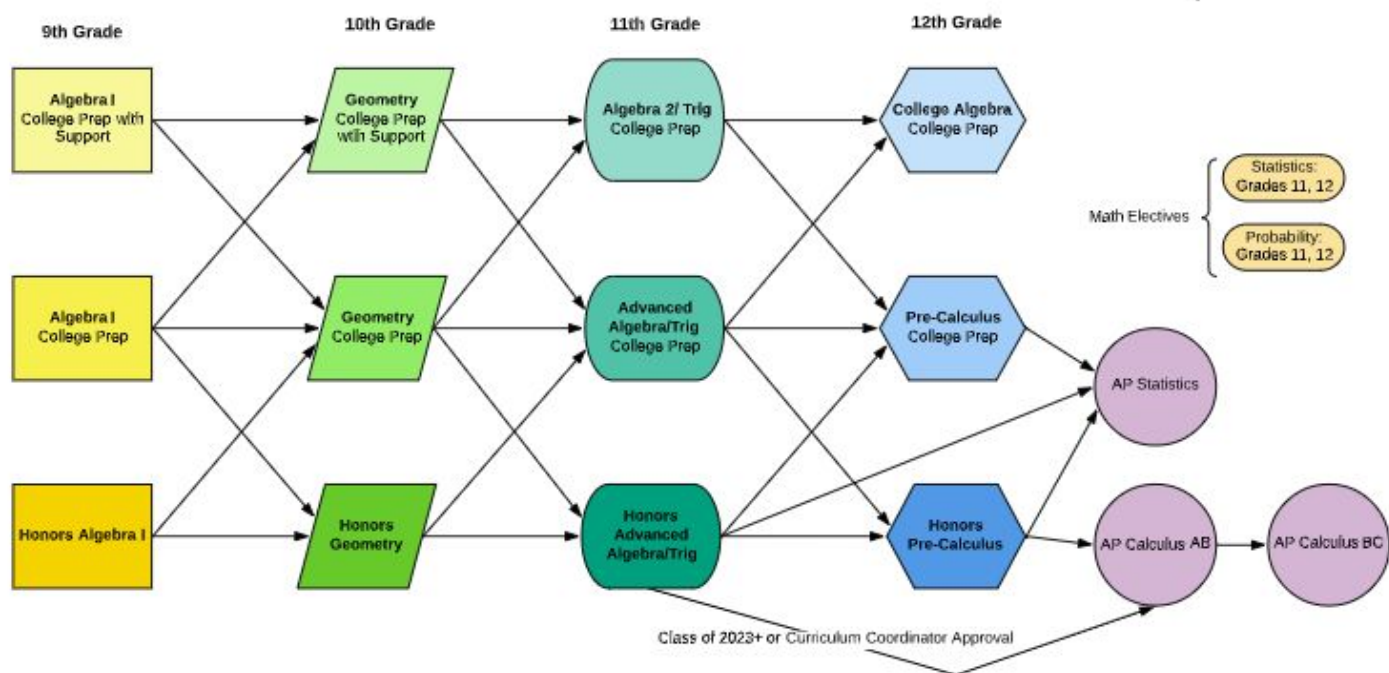 9th Grade
10th Grade
11th Grade
12th Grade
Algebra I
College Prep with
Support
Geometry
College Prep
with Support
Algebra 2/ Trig
College Prep
College Algebra
College Prep
Math Electives
Statistics:
Grades 11, 12
Probability:
Grades 11, 12
Algebra I
College Prep
Geometry
College Prep
Advanced
Algebra/Trig
College Prep
Pre-Calculus
College Prep
AP Statistics
Honors Algebra I
Honors
Geometry
Honors
Advanced
Algebra/Trig
Honors
Pre-Calculus
AP Calculus AB
AP Calculus BC
Class of 2023+ or Curriculum Coordinator Approval